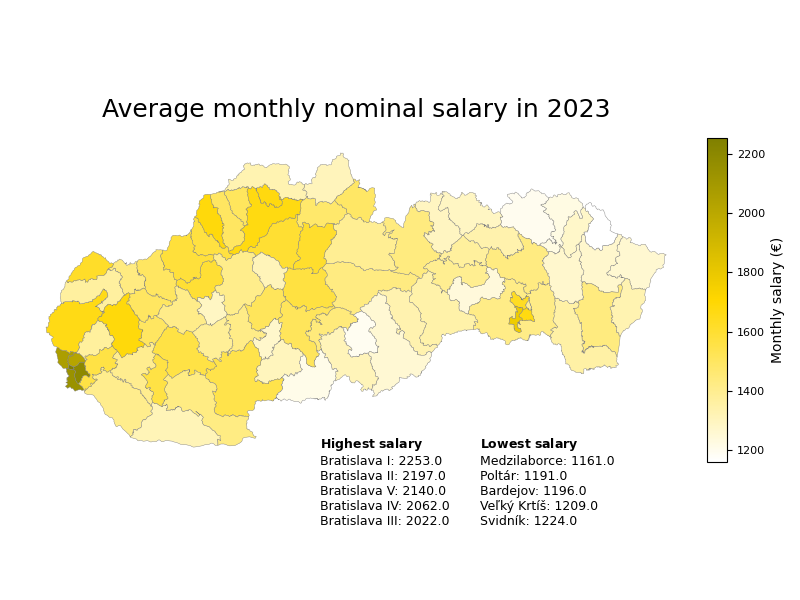 Average monthly nominal salary in 2023
2200
2000
1800
1600
1400
1200
Monthly salary (€)
Highest salary
Bratislava I: 2253.0
Bratislava II: 2197.0
Bratislava V: 2140.0
Bratislava IV: 2062.0
Bratislava III: 2022.0
Lowest salary
Medzilaborce: 1161.0
Poltár: 1191.0
Bardejov: 1196.0
Veľký Krtíš: 1209.0
Svidník: 1224.0